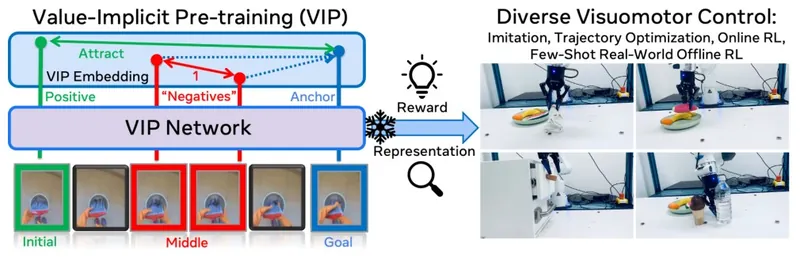 Value-Implicit Pre-training (VIP)
Attract
VIP Embedding
1
Positive
"Negatives"
Anchor
VIP Network
Initial
Middle
Goal
Reward
Representation
Diverse Visuomotor Control:
Imitation, Trajectory Optimization, Online RL,
Few-Shot Real-World Offline RL